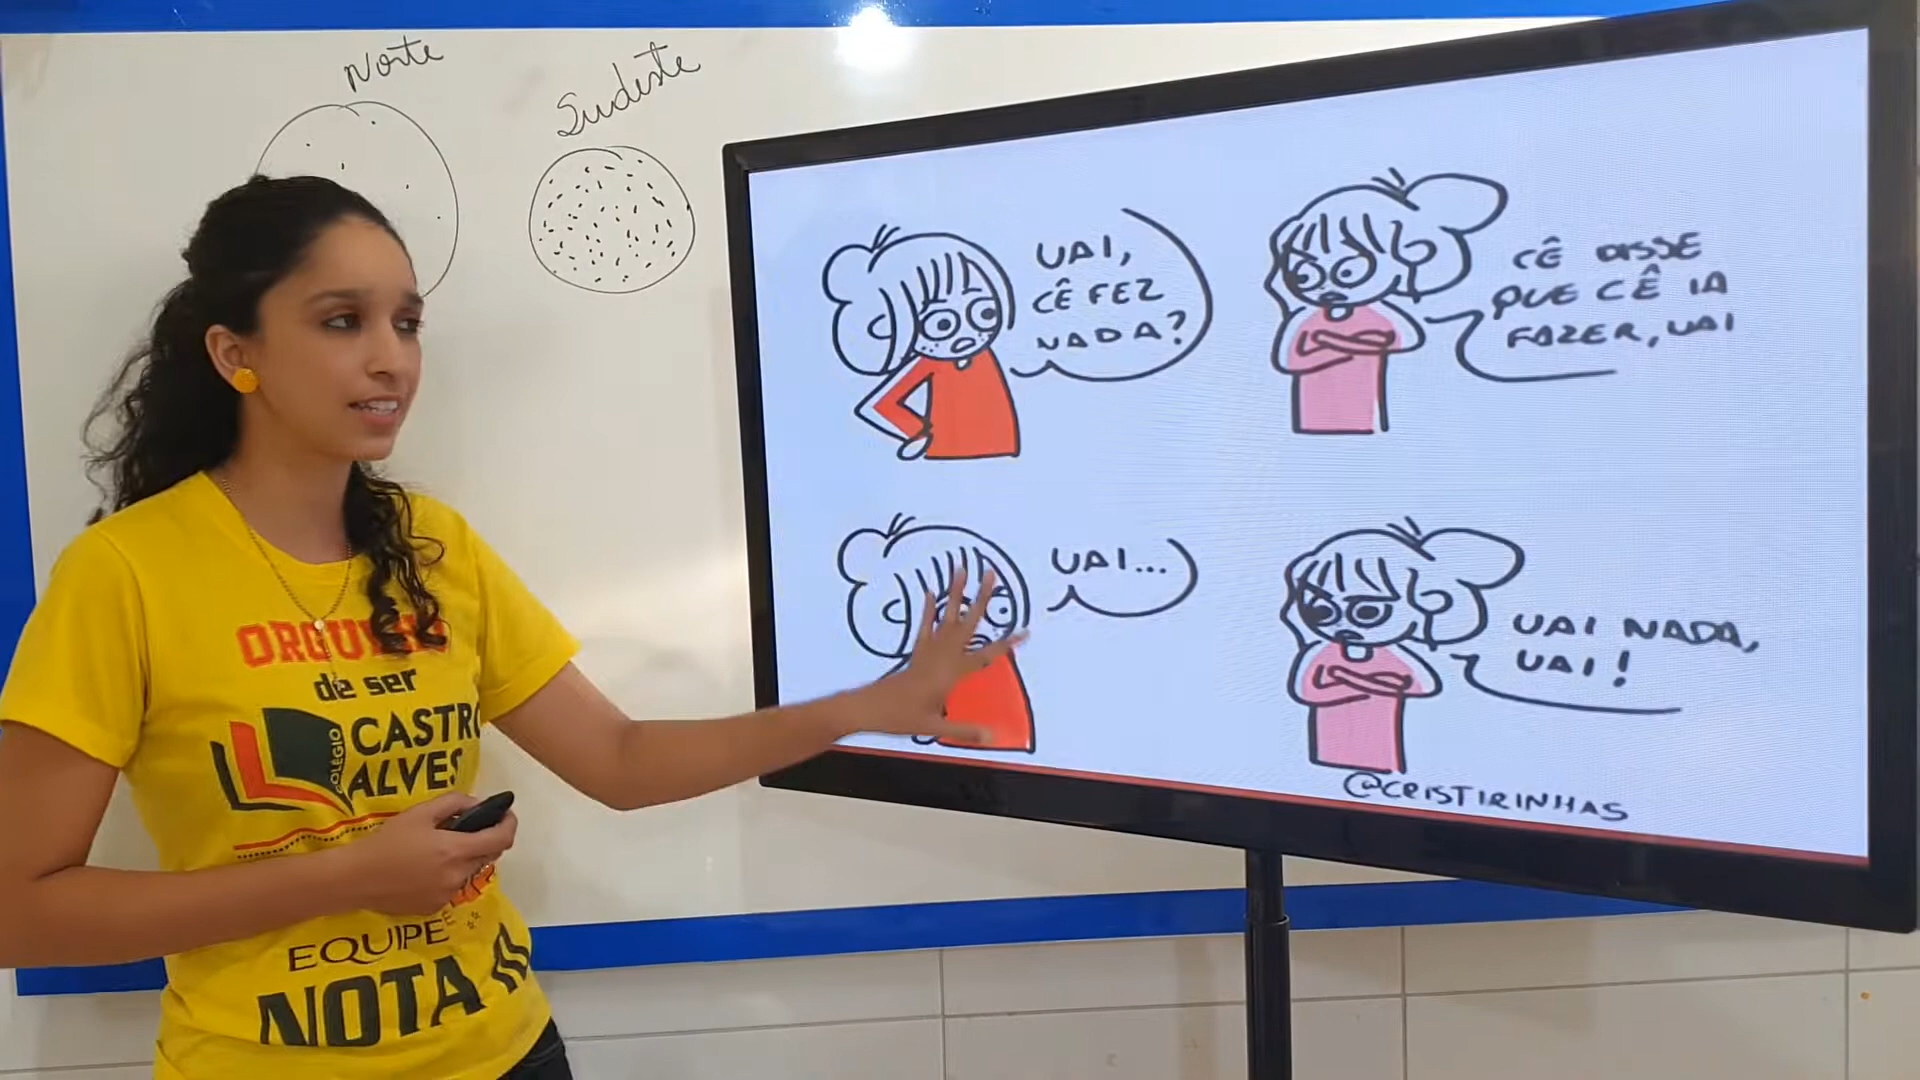 Norte
Sudeste
UAI,
CÊ FEZ
NADA?
CÊ DISSE
QUE CÊ IA
FAZER, UAI
UAI...
UAI NADA,
UAI!
@CRISTIRINHAS
ORGULHO
de ser
COLÉGIO
CASTRO
ALVES
EQUIPE
NOTA